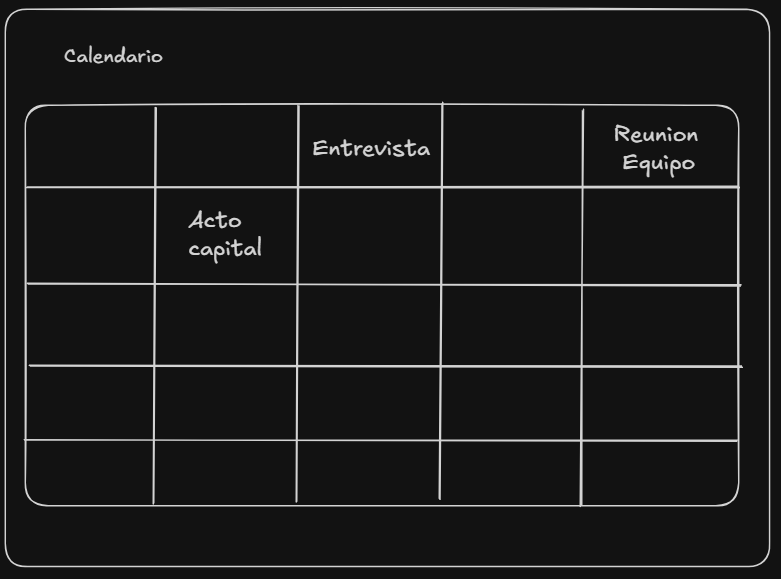 Calendario
Entrevista
Reunion
Equipo
Acto
capital